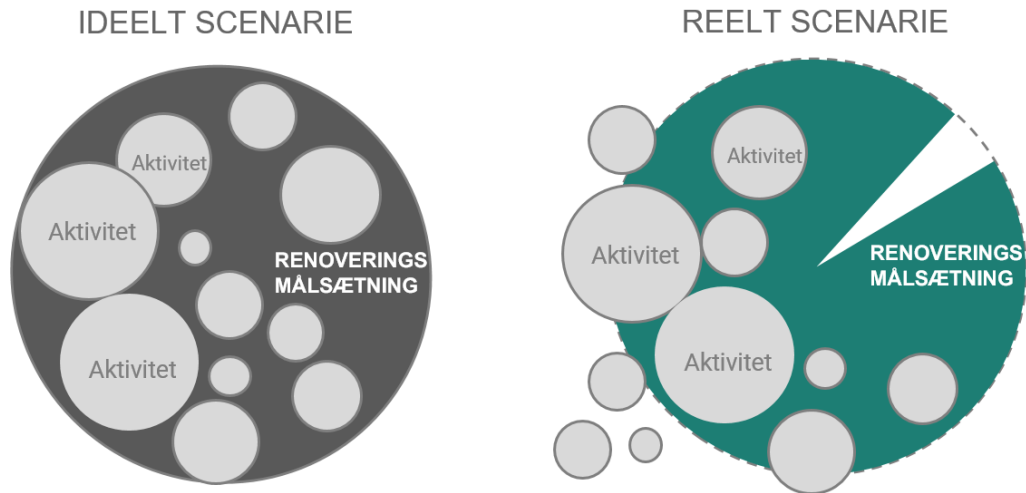 IDEELT SCENARIE
Aktivitet
Aktivitet
RENOVERINGS
MÅLSÆTNING
Aktivitet
REELT SCENARIE
Aktivitet
Aktivitet
RENOVERINGS
MÅLSÆTNING
Aktivitet